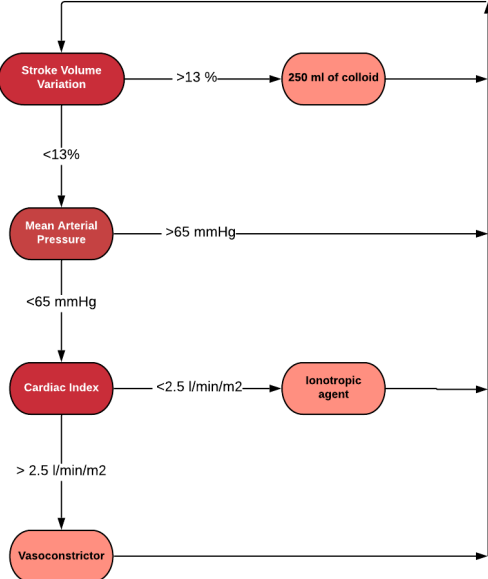 Stroke Volume
Variation
>13 %
250 ml of colloid
<13%
Mean Arterial
Pressure
>65 mmHg
<65 mmHg
Cardiac Index
<2.5 l/min/m2
Ionotropic
agent
> 2.5 l/min/m2
Vasoconstrictor